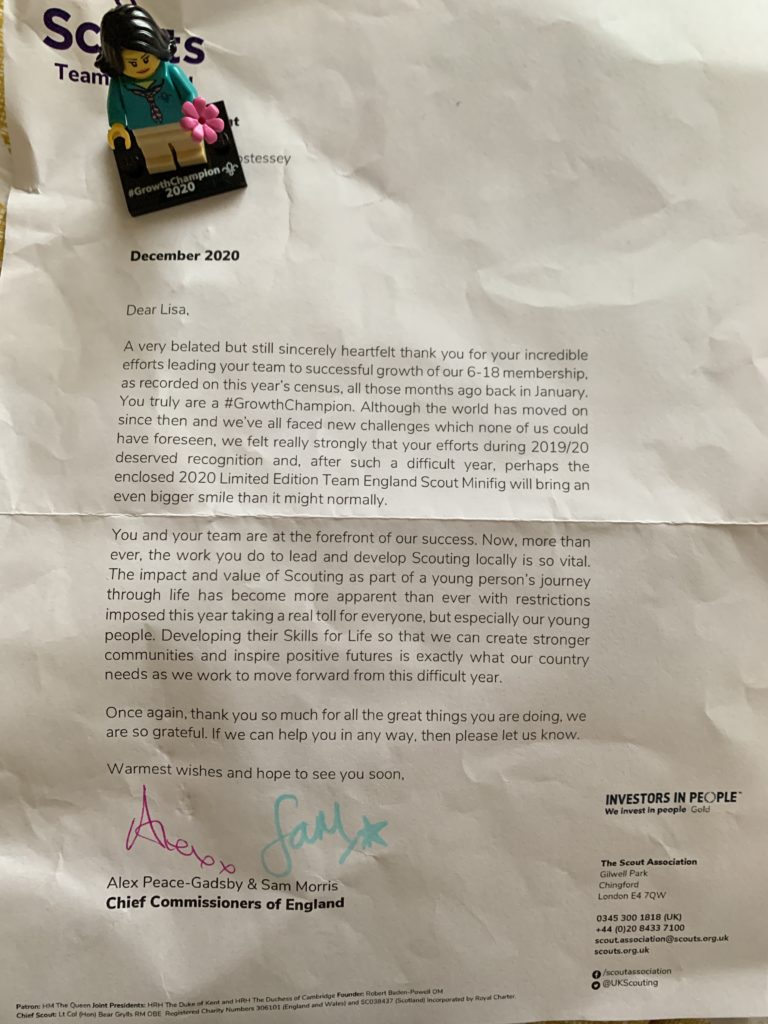 Sc ts
Team
ostessey
#GrowthChampion
2020
December 2020
Dear Lisa,
A very belated but still sincerely heartfelt thank you for your incredible
efforts leading your team to successful growth of our 6-18 membership,
as recorded on this year's census, all those months ago back in January.
You truly are a #GrowthChampion. Although the world has moved on
since then and we've all faced new challenges which none of us could
have foreseen, we felt really strongly that your efforts during 2019/20
deserved recognition and, after such a difficult year, perhaps the
enclosed 2020 Limited Edition Team England Scout Minifig will bring an
even bigger smile than it might normally.
You and your team are at the forefront of our success. Now, more than
ever, the work you do to lead and develop Scouting locally is so vital.
The impact and value of Scouting as part of a young person's journey
through life has become more apparent than ever with restrictions
imposed this year taking a real toll for everyone, but especially our young
people. Developing their Skills for Life so that we can create stronger
communities and inspire positive futures is exactly what our country
needs as we work to move forward from this difficult year.
Once again, thank you so much for all the great things you are doing, we
are so grateful. If we can help you in any way, then please let us know.
Warmest wishes and hope to see you soon,
Alex xx Sam x
Alex Peace-Gadsby & Sam Morris
Chief Commissioners of England
INVESTORS IN PEOPLE™
We invest in people Gold
The Scout Association
Gilwell Park
Chingford
London E4 7QW
0345 300 1818 (UK)
+44 (0)20 8433 7100
scout.association@scouts.org.uk
scouts.org.uk
/scoutassociation
@UKScouting
Patron: HM The Queen Joint Presidents: HRH The Duke of Kent and HRH The Duchess of Cambridge Founder: Robert Baden-Powell OM
Chief Scout: Lt Col (Hon) Bear Grylls RM OBE Registered Charity Numbers 306101 (England and Wales) and SC038437 (Scotland) Incorporated by Royal Charter.